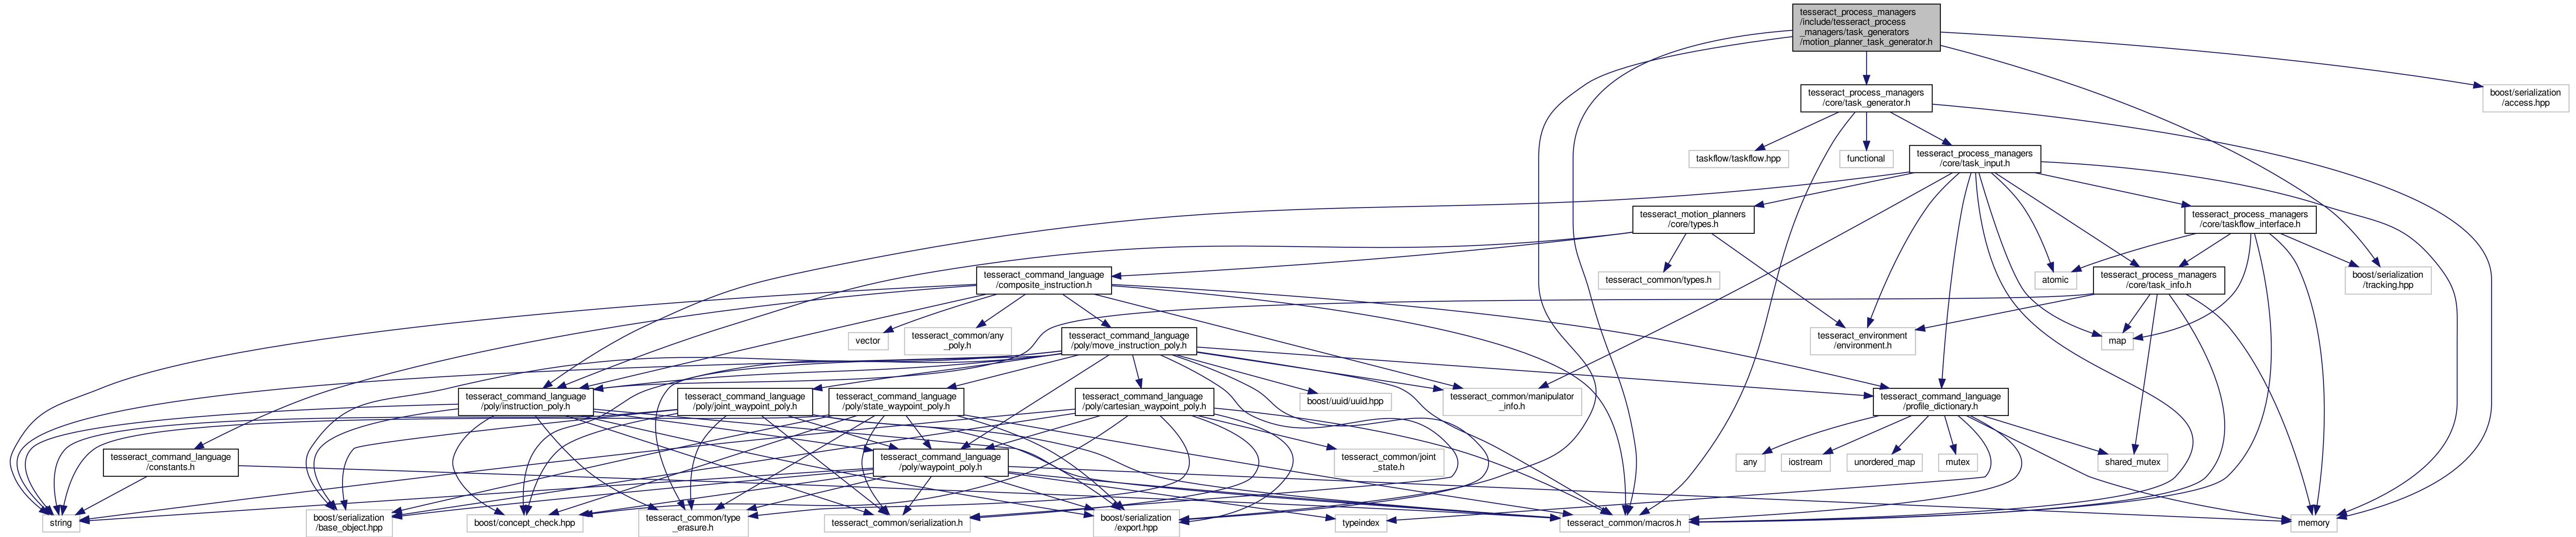 tesseract_process_managers
/include/tesseract_process
_managers/task_generators
/motion_planner_task_generator.h
tesseract_process_managers
/core/task_generator.h
boost/serialization
/access.hpp
taskflow/taskflow.hpp
functional
tesseract_process_managers
/core/task_input.h
tesseract_motion_planners
/core/types.h
tesseract_process_managers
/core/taskflow_interface.h
tesseract_command_language
/composite_instruction.h
tesseract_common/types.h
atomic
tesseract_process_managers
/core/task_info.h
boost/serialization
/tracking.hpp
vector
tesseract_common/any
_poly.h
tesseract_command_language
/poly/move_instruction_poly.h
tesseract_environment
/environment.h
map
tesseract_command_language
/poly/instruction_poly.h
tesseract_command_language
/poly/joint_waypoint_poly.h
tesseract_command_language
/poly/state_waypoint_poly.h
tesseract_command_language
/poly/cartesian_waypoint_poly.h
boost/uuid/uuid.hpp
tesseract_common/manipulator
_info.h
tesseract_command_language
/profile_dictionary.h
tesseract_command_language
/constants.h
tesseract_command_language
/poly/waypoint_poly.h
tesseract_common/joint
_state.h
any
iostream
unordered_map
mutex
shared_mutex
string
boost/serialization
/base_object.hpp
boost/concept_check.hpp
tesseract_common/type
_erasure.h
tesseract_common/serialization.h
boost/serialization
/export.hpp
typeindex
tesseract_common/macros.h
memory